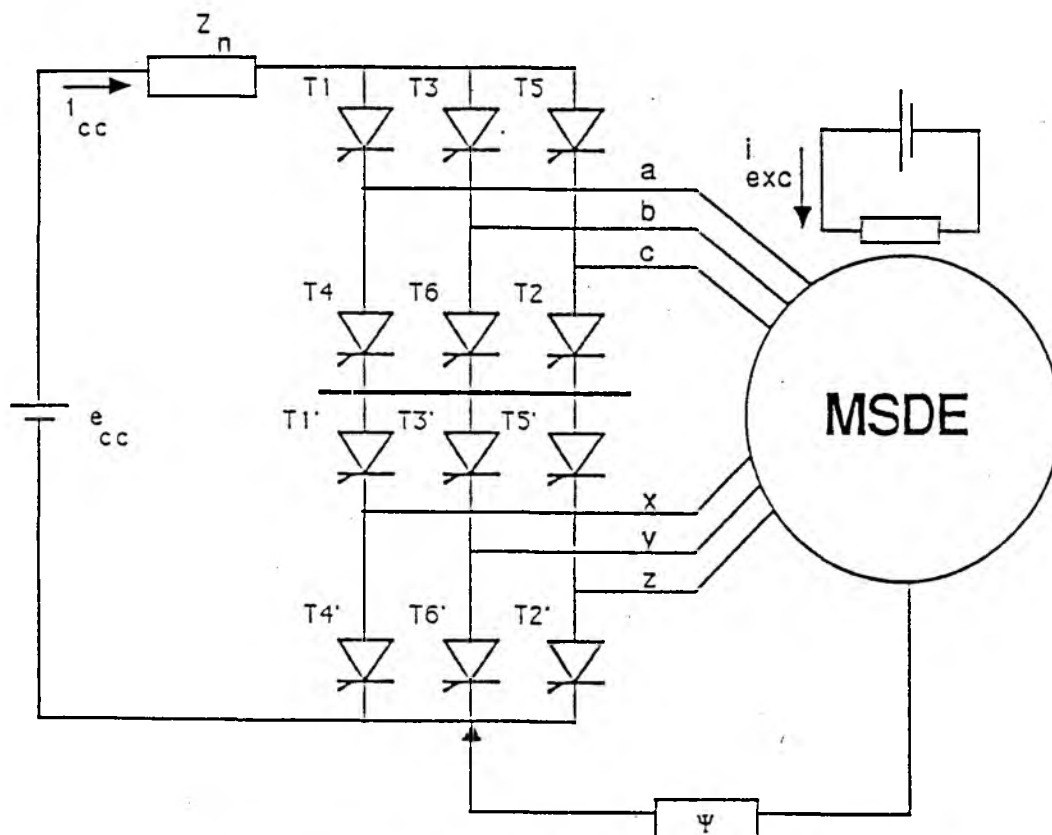 Z n
T1 T3 T5
i cc
i exc
a
b
c
T4 T6 T2
MSDE
e cc
T1' T3' T5'
x
y
z
T4' T6' T2'
Ψ